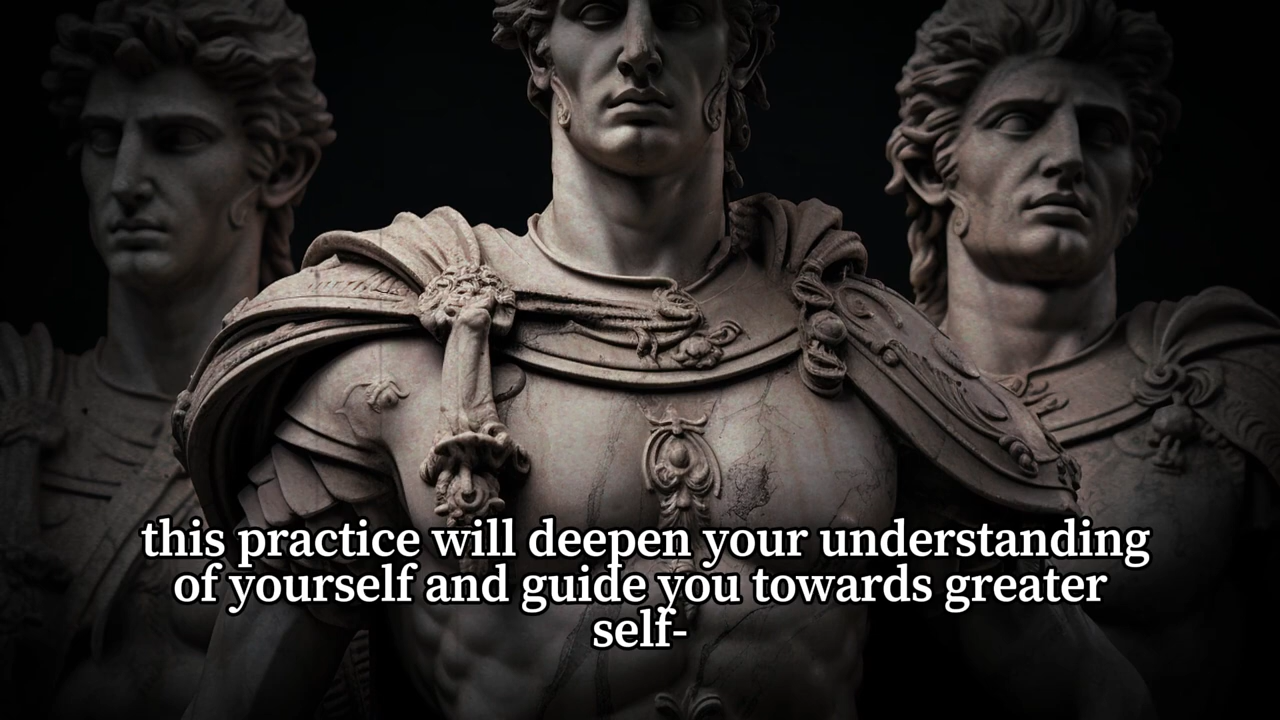 this practice will deepen your understanding
of yourself and guide you towards greater
self-